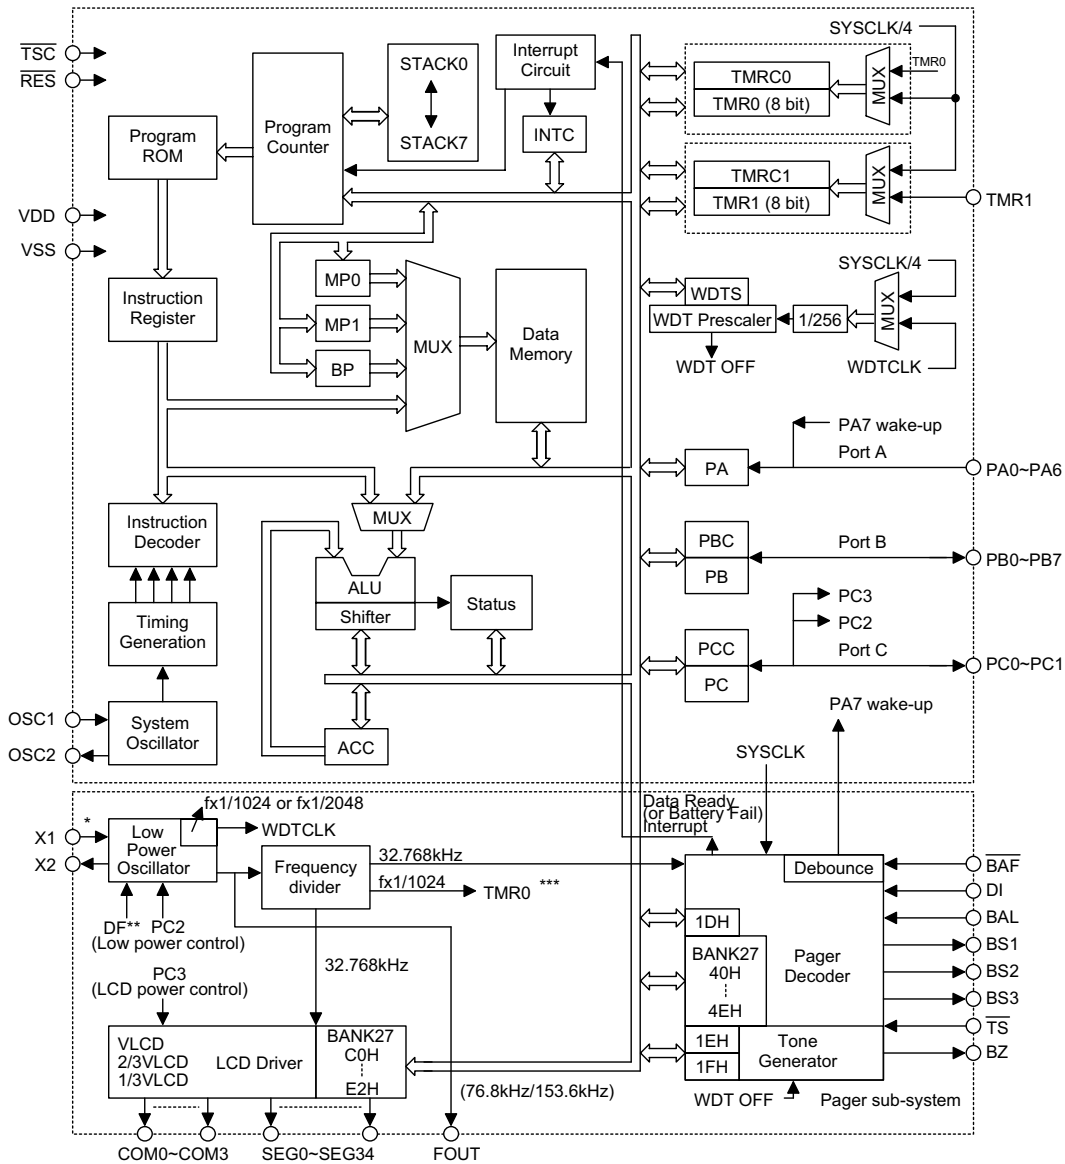 TSC
RES
VDD
VSS
OSC1
OSC2
Program
ROM
Program
Counter
STACK0
STACK7
Interrupt
Circuit
INTC
Instruction
Register
MP0
MP1
BP
MUX
Data
Memory
Instruction
Decoder
MUX
ALU
Shifter
Status
Timing
Generation
System
Oscillator
ACC
SYSCLK/4
TMRC0
TMR0 (8 bit)
MUX
TMR0
TMRC1
TMR1 (8 bit)
MUX
TMR1
SYSCLK/4
WDTS
WDT Prescaler
1/256
MUX
WDT OFF
WDTCLK
PA7 wake-up
PA
Port A
PA0~PA6
PBC
PB
Port B
PB0~PB7
PC3
PC2
PCC
PC
Port C
PC0~PC1
PA7 wake-up
SYSCLK
Data Ready
(or Battery Fail)
Interrupt
X1
*
X2
fx1/1024 or fx1/2048
Low
Power
Oscillator
WDTCLK
Frequency
divider
32.768kHz
fx1/1024
TMR0 ***
DF** PC2
(Low power control)
32.768kHz
PC3
(LCD power control)
VLCD
2/3VLCD
1/3VLCD
LCD Driver
BANK27
C0H
E2H
(76.8kHz/153.6kHz)
COM0~COM3
SEG0~SEG34
FOUT
Debounce
1DH
BANK27
40H
4EH
Pager
Decoder
1EH
1FH
Tone
Generator
WDT OFF
Pager sub-system
BAF
DI
BAL
BS1
BS2
BS3
TS
BZ